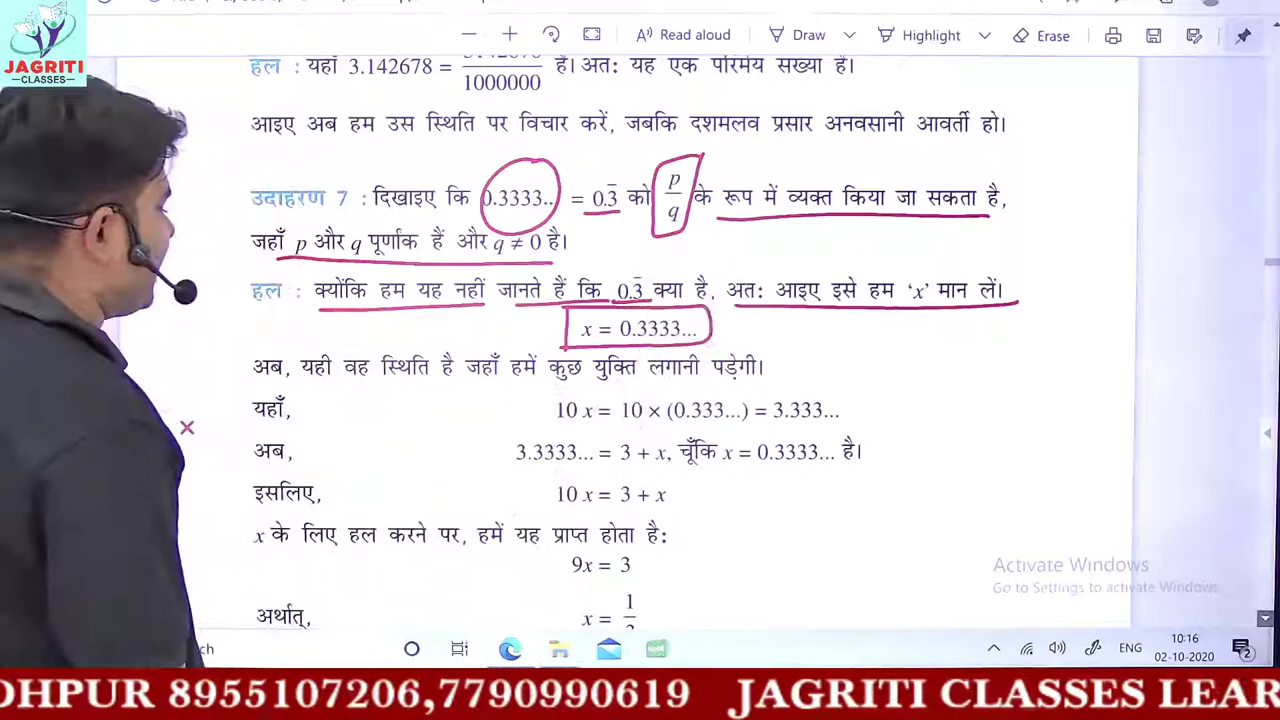 JAGRITI
CLASSES
Read aloud
Draw
Highlight
Erase
हल : यहाँ 3.142678 = 3142678/1000000 है। अत: यह एक परिमेय संख्या है।
आइए अब हम उस स्थिति पर विचार करें, जबकि दशमलव प्रसार अनवसानी आवर्ती हो।
उदाहरण 7 : दिखाइए कि 0.3333... = 0.3̅ को p/q के रूप में व्यक्त किया जा सकता है,
जहाँ p और q पूर्णांक हैं और q ≠ 0 है।
हल : क्योंकि हम यह नहीं जानते हैं कि 0.3̅ क्या है, अत: आइए इसे हम ‘x’ मान लें।
x = 0.3333...
अब, यही वह स्थिति है जहाँ हमें कुछ युक्ति लगानी पड़ेगी।
यहाँ, 10 x = 10 × (0.333...) = 3.333...
अब, 3.3333... = 3 + x, चूँकि x = 0.3333... है।
इसलिए, 10 x = 3 + x
x के लिए हल करने पर, हमें यह प्राप्त होता है:
9x = 3
अर्थात्, x = 1/3
Activate Windows
Go to Settings to activate Windows.
ENG
10:16
02-10-2020
2
DHPUR 8955107206,7790990619 JAGRITI CLASSES LEAR